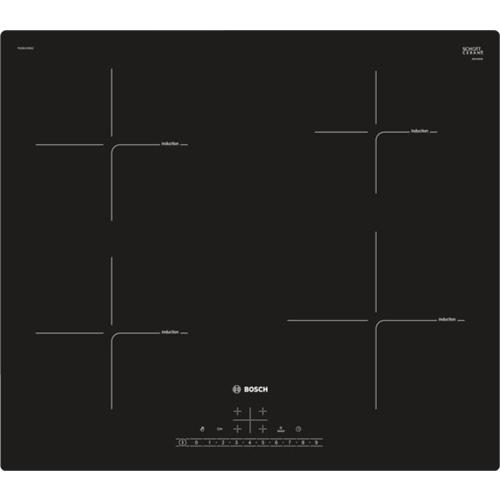 SCHOTT
CERAN®
induction
induction
induction
induction
BOSCH
0 · 1 · 2 · 3 · 4 · 5 · 6 · 7 · 8 · 9